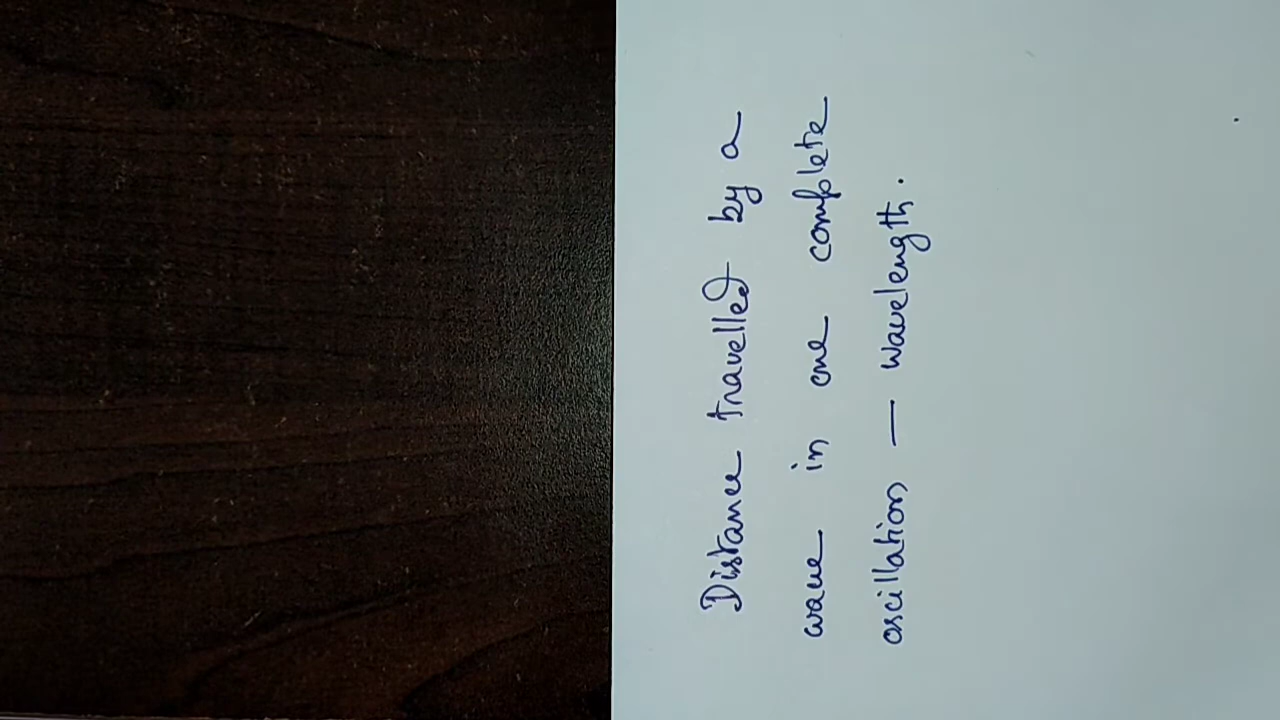 Distance travelled by a
wave in one complete
oscillation — wavelength.